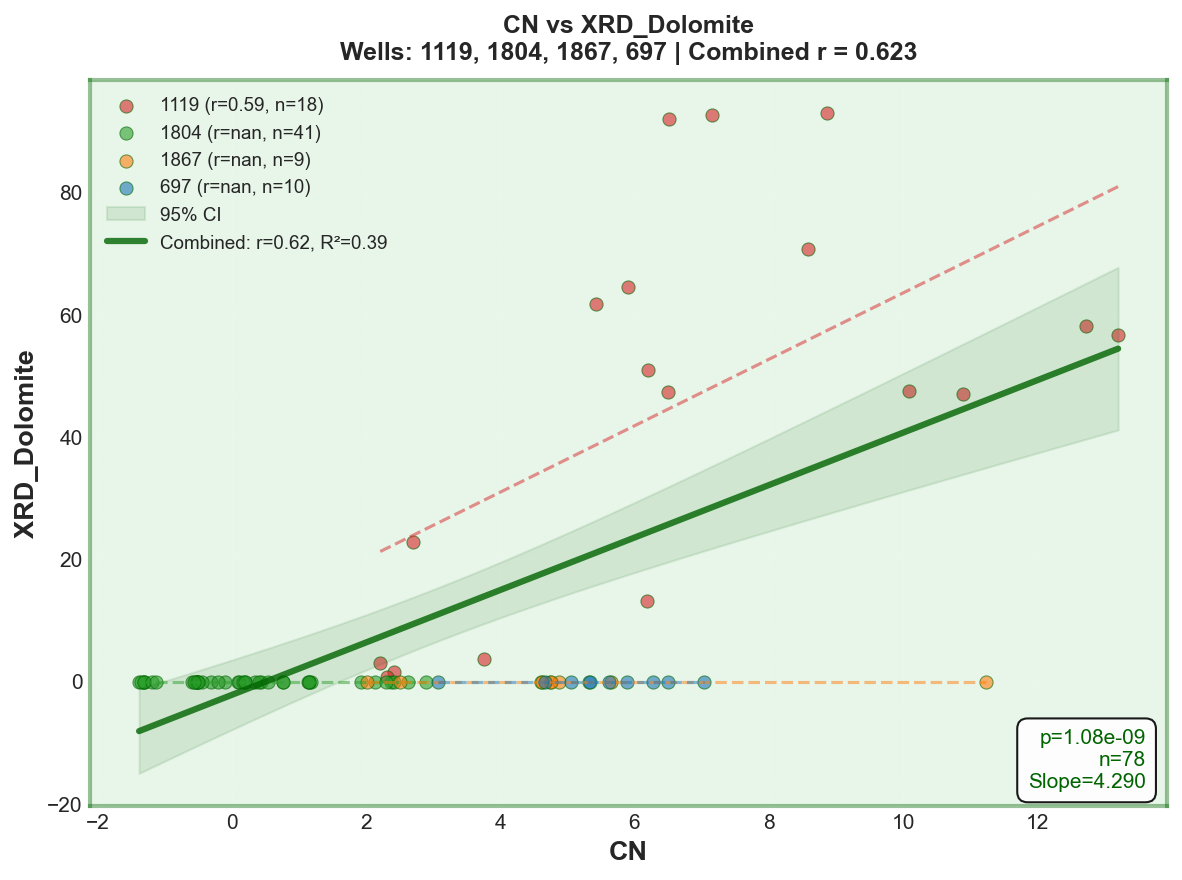 CN vs XRD_Dolomite
Wells: 1119, 1804, 1867, 697 | Combined r = 0.623
1119 (r=0.59, n=18)
1804 (r=nan, n=41)
1867 (r=nan, n=9)
697 (r=nan, n=10)
95% CI
Combined: r=0.62, R²=0.39
XRD_Dolomite
80
60
40
20
0
−20
p=1.08e-09
n=78
Slope=4.290
−2 0 2 4 6 8 10 12
CN